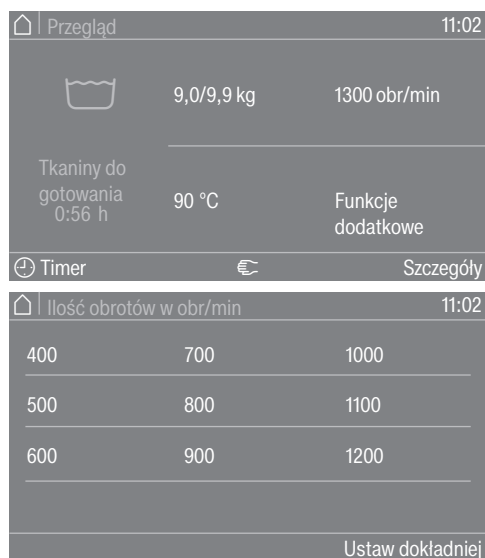 Przegląd 11:02
9,0/9,9 kg 1300 obr/min
Tkaniny do
gotowania
0:56 h
90 °C Funkcje
dodatkowe
Timer Szczegóły
Ilość obrotów w obr/min 11:02
400 700 1000
500 800 1100
600 900 1200
Ustaw dokładniej